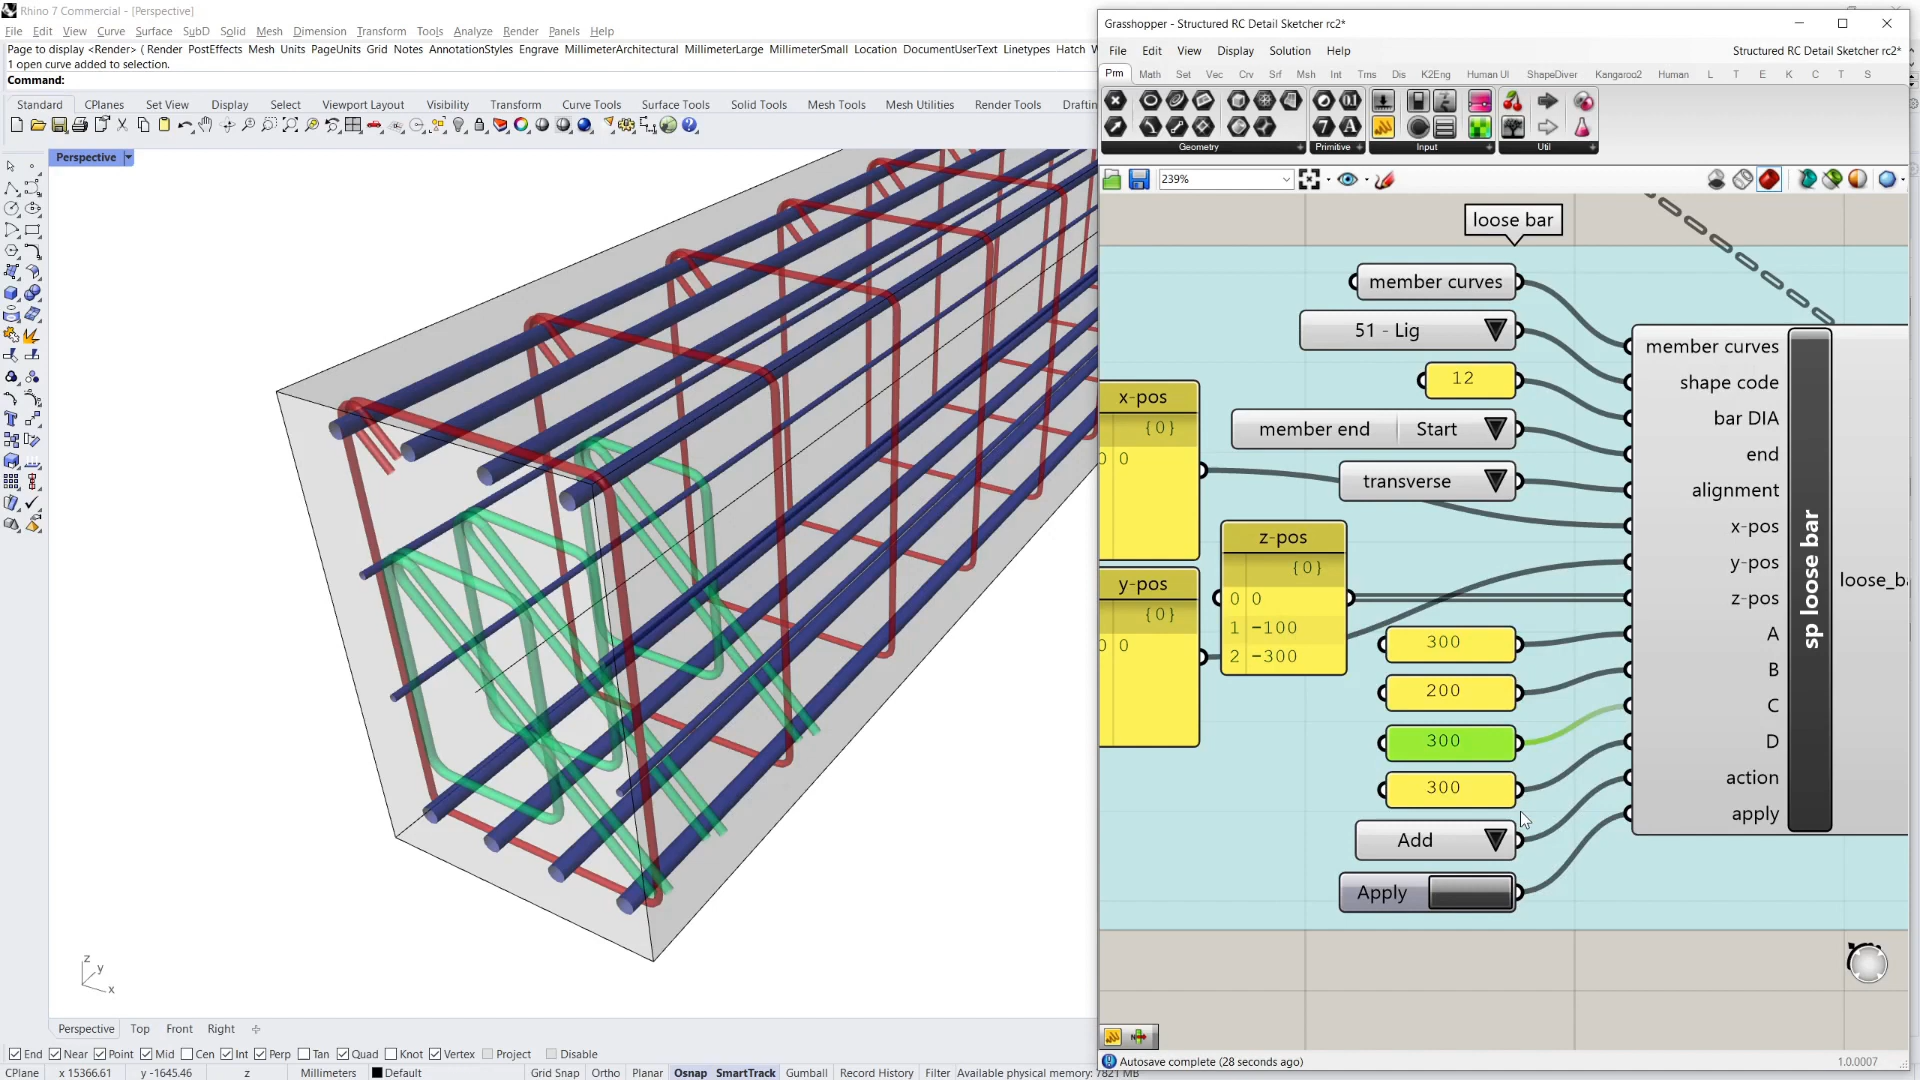 Rhino 7 Commercial - [Perspective]
File Edit View Curve Surface SubD Solid Mesh Dimension Transform Tools Analyze Render Panels Help
Page to display <Render> ( Render PostEffects Mesh Units PageUnits Grid Notes AnnotationStyles Engrave MillimeterArchitectural MillimeterLarge MillimeterSmall Location DocumentUserText Linetypes Hatch W
1 open curve added to selection.
Command:
Standard CPlanes Set View Display Select Viewport Layout Visibility Transform Curve Tools Surface Tools Solid Tools Mesh Tools Mesh Utilities Render Tools Draftin
Perspective
z
y
x
Perspective Top Front Right
End Near Point Mid Cen Int Perp Tan Quad Knot Vertex Project Disable
CPlane x 15366.61 y -1645.46 z Millimeters Default Grid Snap Ortho Planar Osnap SmartTrack Gumball Record History Filter Available physical memory: 7821 MB
Grasshopper - Structured RC Detail Sketcher rc2*
File Edit View Display Solution Help Structured RC Detail Sketcher rc2*
Prm Math Set Vec Crv Srf Msh Int Trns Dis K2Eng Human UI ShapeDiver Kangaroo2 Human L T E K C T S
Geometry Primitive Input Util
239%
loose bar
member curves
51 - Lig
12
member end Start
transverse
x-pos
{0}
0 0
y-pos
{0}
0 0
z-pos
{0}
0 0
1 -100
2 -300
300
200
300
300
Add
Apply
member curves
shape code
bar DIA
end
alignment
x-pos
y-pos
z-pos
A
B
C
D
action
apply
sp loose bar
loose_ba
Autosave complete (28 seconds ago)
1.0.0007